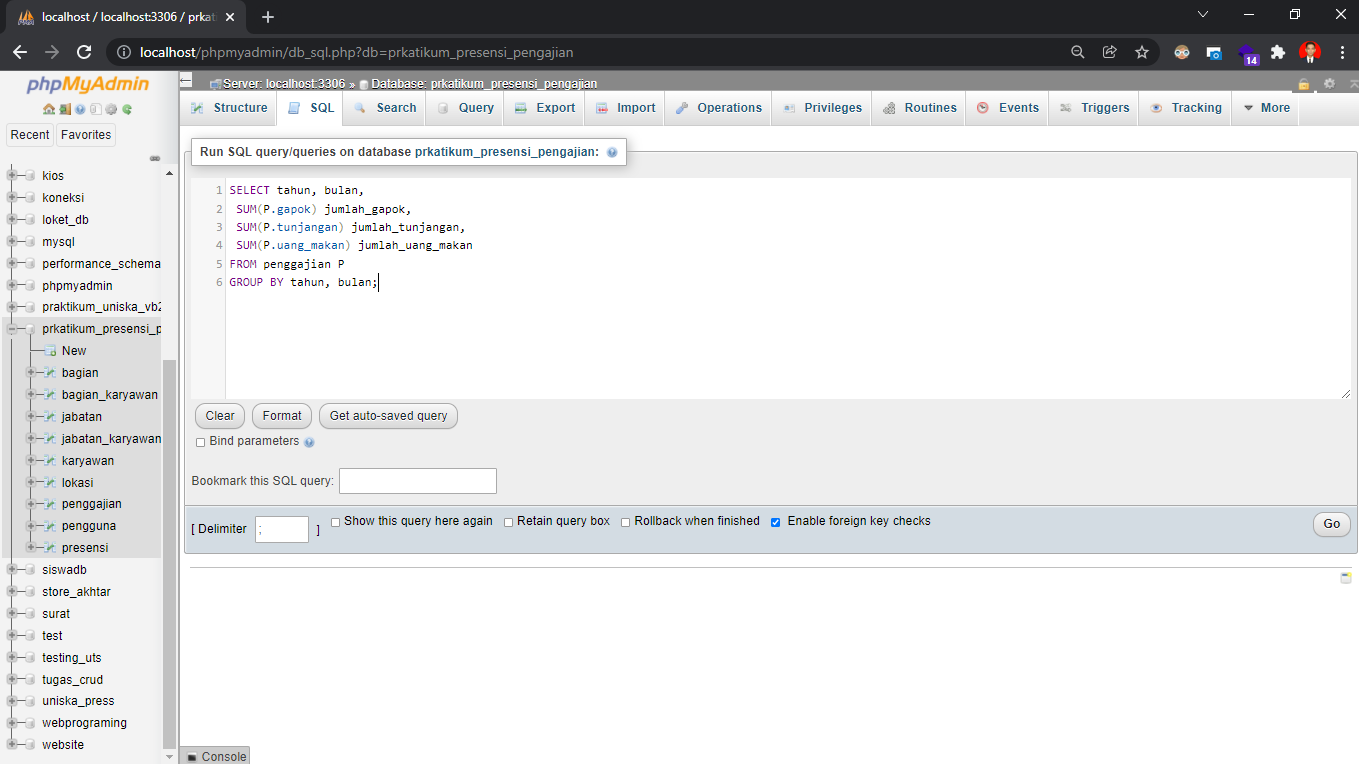 localhost / localhost:3306 / prkati
localhost/phpmyadmin/db_sql.php?db=prkatikum_presensi_pengajian
14
phpMyAdmin
Recent
Favorites
kios
koneksi
loket_db
mysql
performance_schema
phpmyadmin
praktikum_uniska_vb2
prkatikum_presensi_p
New
bagian
bagian_karyawan
jabatan
jabatan_karyawan
karyawan
lokasi
penggajian
pengguna
presensi
siswadb
store_akhtar
surat
test
testing_uts
tugas_crud
uniska_press
webprograming
website
Server: localhost:3306 » Database: prkatikum_presensi_pengajian
Structure SQL Search Query Export Import Operations Privileges Routines Events Triggers Tracking More
Run SQL query/queries on database prkatikum_presensi_pengajian:
1 SELECT tahun, bulan,
2 SUM(P.gapok) jumlah_gapok,
3 SUM(P.tunjangan) jumlah_tunjangan,
4 SUM(P.uang_makan) jumlah_uang_makan
5 FROM penggajian P
6 GROUP BY tahun, bulan;
Clear Format Get auto-saved query
Bind parameters
Bookmark this SQL query:
[ Delimiter ; ] Show this query here again Retain query box Rollback when finished Enable foreign key checks Go
Console